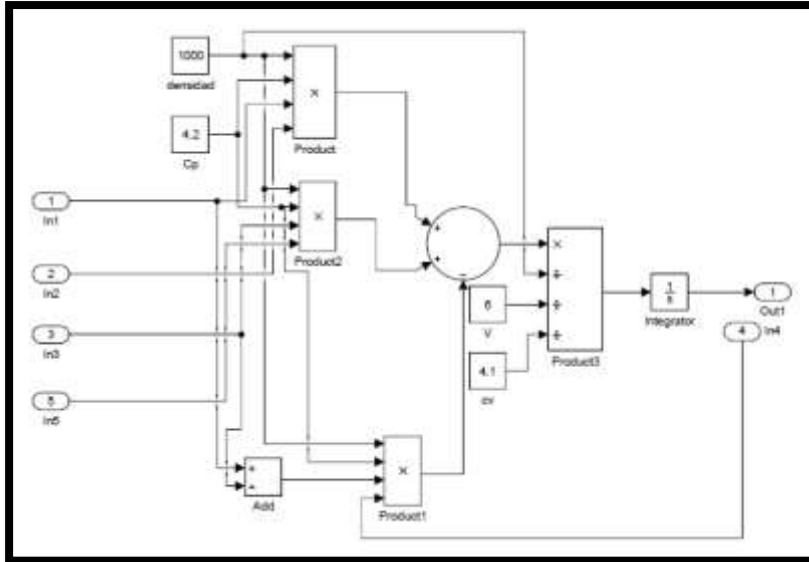 1000
densidad
4.2
Cp
×
Product
1
In1
×
Product2
2
In2
3
In3
5
In5
+
+
−
×
÷
÷
÷
Product3
6
V
4.1
cv
1
s
Integrator
1
Out1
4
In4
+
Add
×
Product1